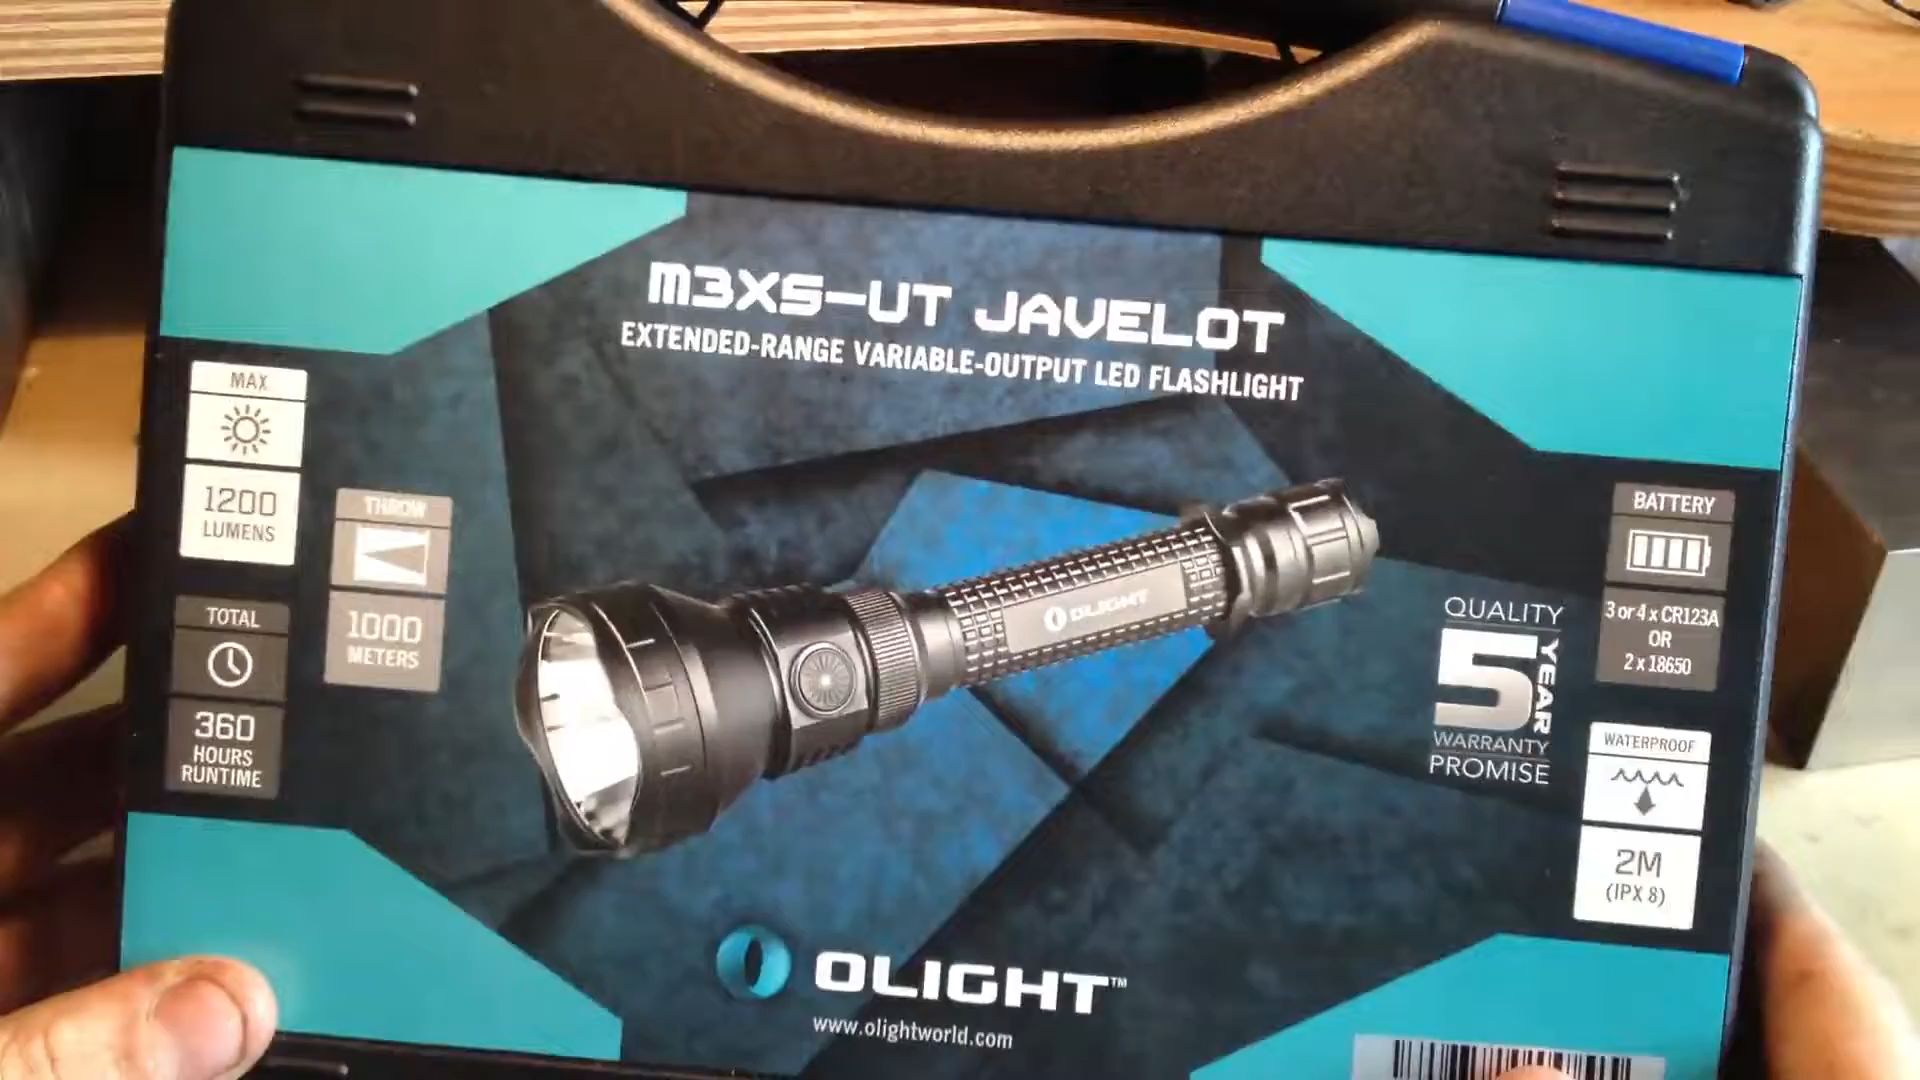 M3XS-UT JAVELOT
EXTENDED-RANGE VARIABLE-OUTPUT LED FLASHLIGHT
MAX
1200
LUMENS
THROW
1000
METERS
TOTAL
360
HOURS
RUNTIME
OLIGHT
BATTERY
3 or 4 x CR123A
OR
2 x 18650
QUALITY
5 YEAR
WARRANTY
PROMISE
WATERPROOF
2M
(IPX 8)
OLIGHT™
www.olightworld.com